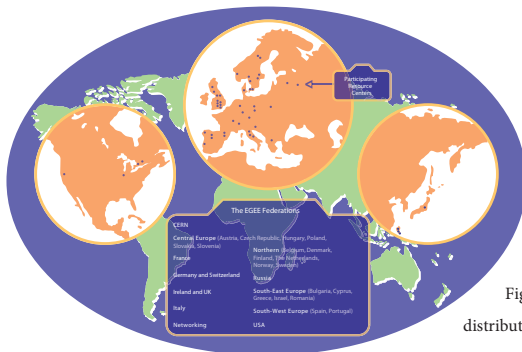 Participating
Resource
Centers
The EGEE Federations
CERN
Central Europe (Austria, Czech Republic, Hungary, Poland,
Slovakia, Slovenia)
France
Germany and Switzerland
Ireland and UK
Italy
Networking
Northern (Belgium, Denmark,
Finland, The Netherlands,
Norway, Sweden)
Russia
South-East Europe (Bulgaria, Cyprus,
Greece, Israel, Romania)
South-West Europe (Spain, Portugal)
USA
Fig
distribut